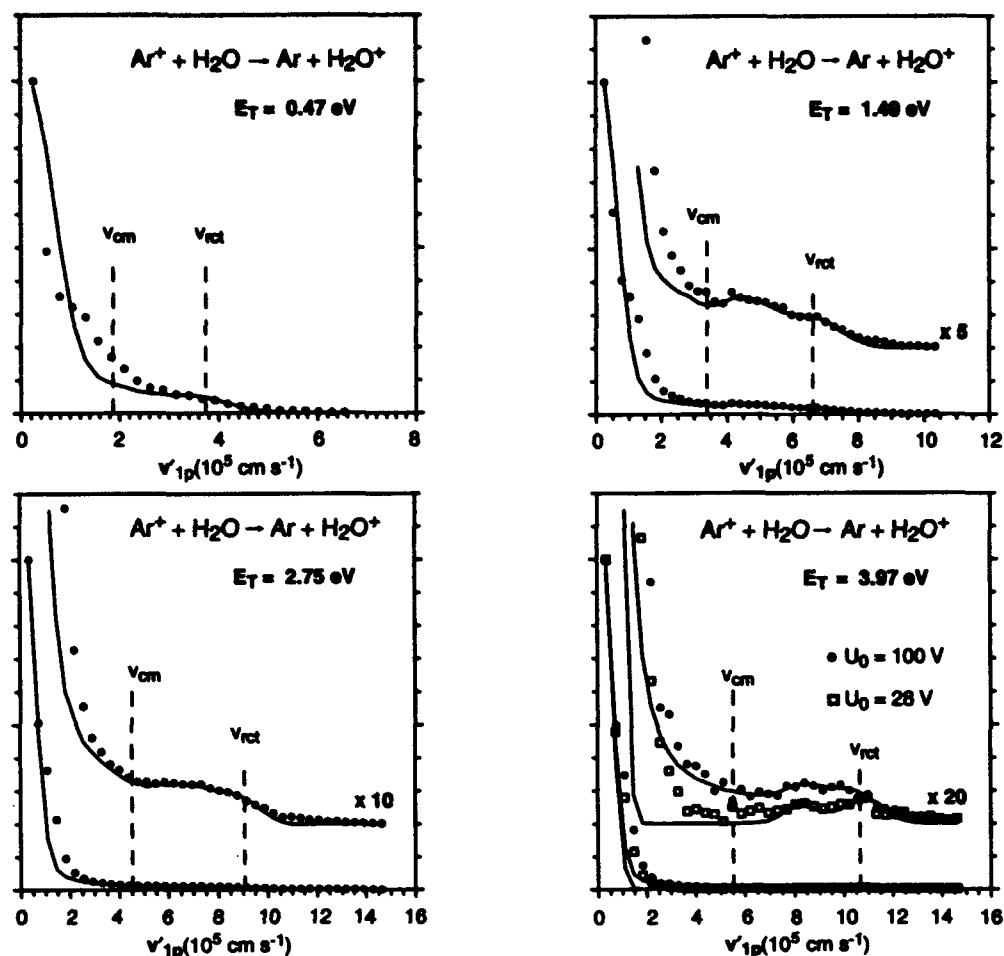 Ar⁺ + H₂O → Ar + H₂O⁺
E_T = 0.47 eV
v_cm
v_rct
0 2 4 6 8
v'₁p(10⁵ cm s⁻¹)
Ar⁺ + H₂O → Ar + H₂O⁺
E_T = 1.49 eV
v_cm
v_rct
x 5
0 2 4 6 8 10 12
v'₁p(10⁵ cm s⁻¹)
Ar⁺ + H₂O → Ar + H₂O⁺
E_T = 2.75 eV
v_cm
v_rct
x 10
0 2 4 6 8 10 12 14 16
v'₁p(10⁵ cm s⁻¹)
Ar⁺ + H₂O → Ar + H₂O⁺
E_T = 3.97 eV
U₀ = 100 V
U₀ = 28 V
v_cm
v_rct
x 20
0 2 4 6 8 10 12 14 16
v'₁p(10⁵ cm s⁻¹)